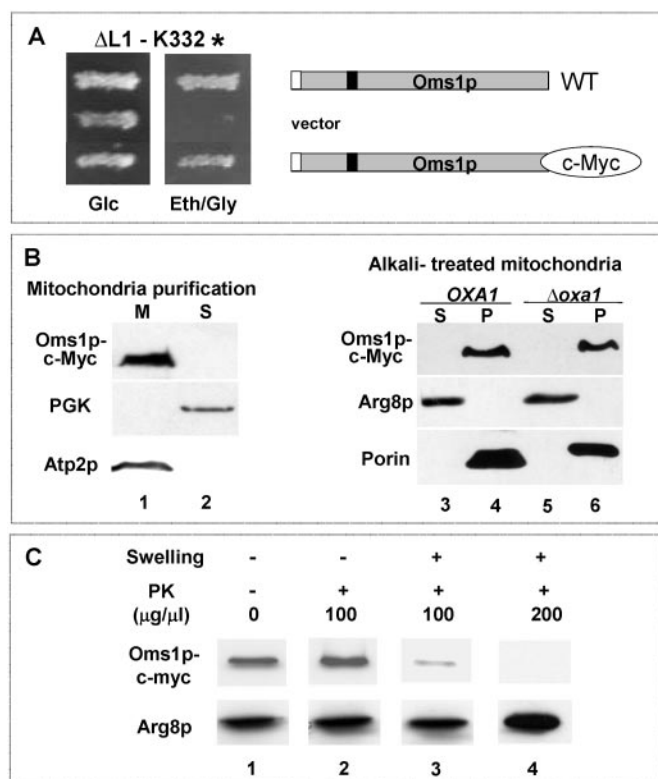 A
ΔL1 - K332 *
Oms1p WT
vector
Oms1p c-Myc
Glc Eth/Gly
B
Mitochondria purification
M S
Oms1p-
c-Myc
PGK
Atp2p
1 2
Alkali- treated mitochondria
OXA1 Δoxa1
S P S P
Oms1p-
c-Myc
Arg8p
Porin
3 4 5 6
C
Swelling - - + +
PK - + + +
(μg/μl) 0 100 100 200
Oms1p-
c-myc
Arg8p
1 2 3 4